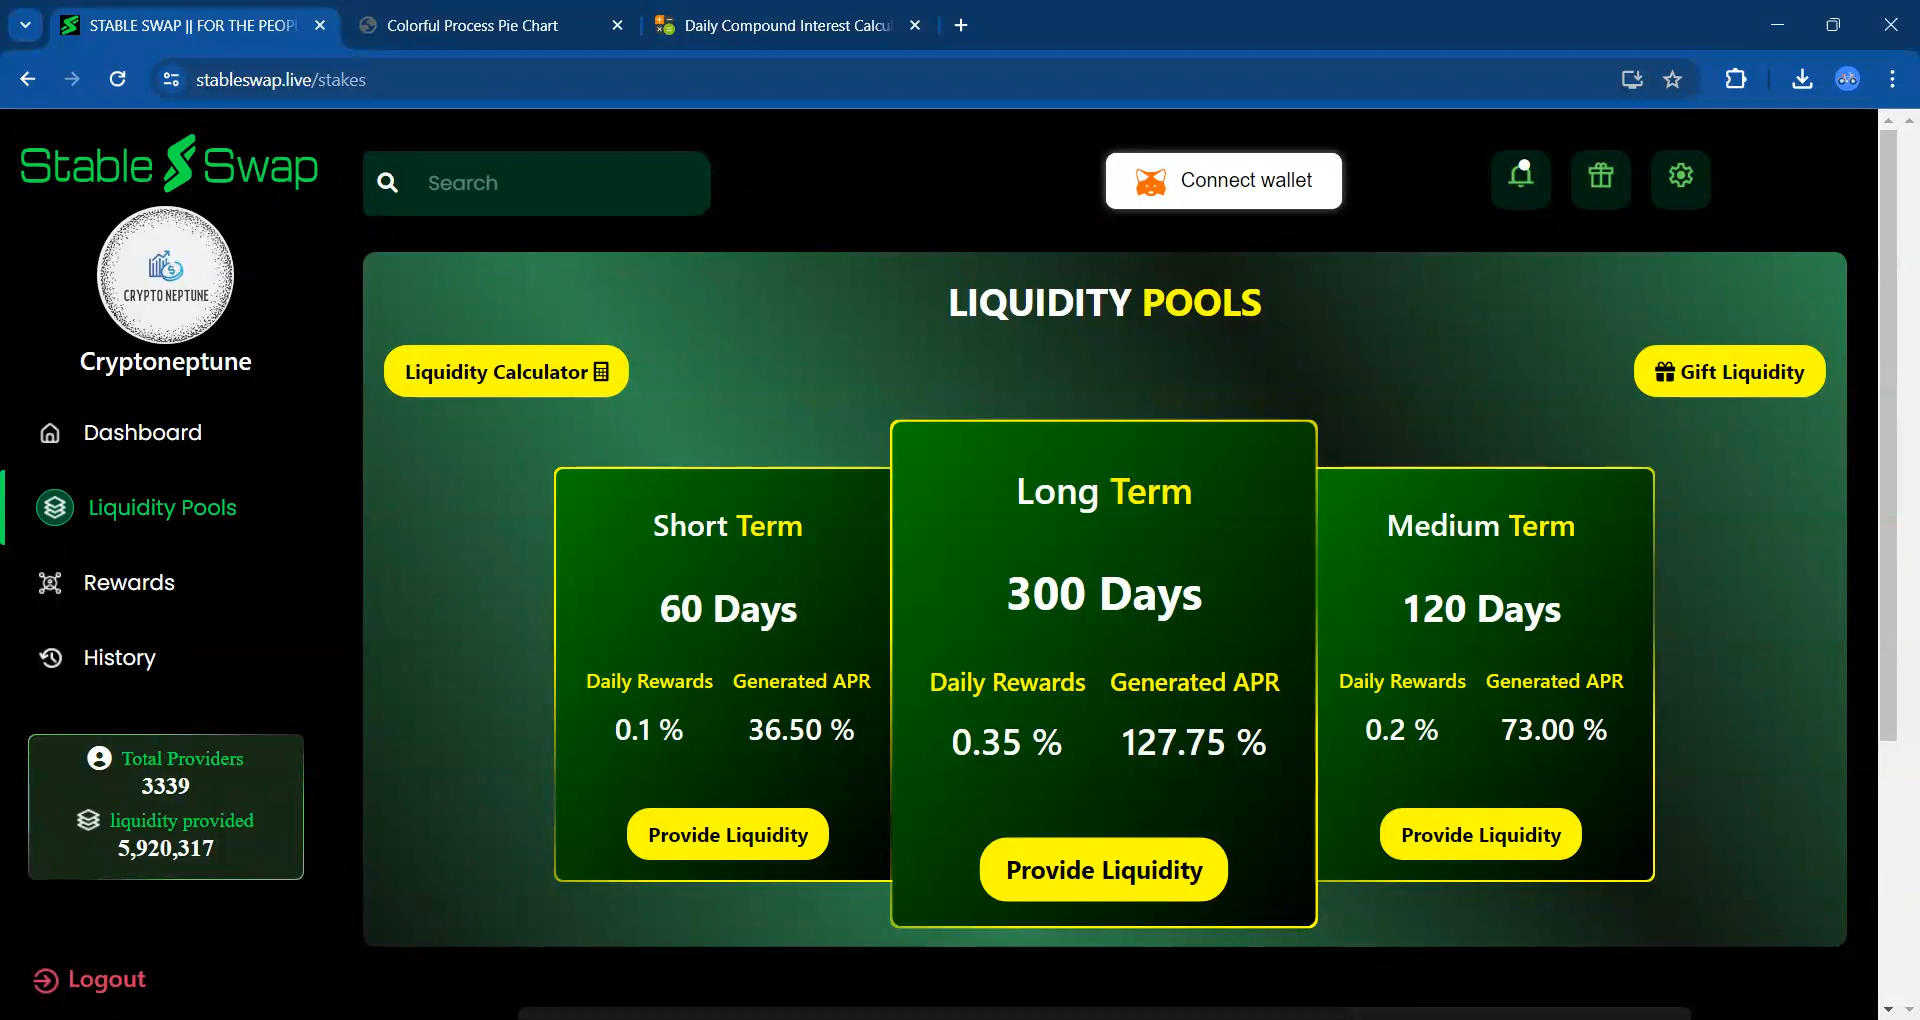 STABLE SWAP || FOR THE PEOPL
Colorful Process Pie Chart
Daily Compound Interest Calcu
stableswap.live/stakes
Stable Swap
Search
Connect wallet
CRYPTO NEPTUNE
Cryptoneptune
Dashboard
Liquidity Pools
Rewards
History
Total Providers
3339
liquidity provided
5,920,317
Logout
LIQUIDITY POOLS
Liquidity Calculator
Gift Liquidity
Short Term
60 Days
Daily Rewards Generated APR
0.1 % 36.50 %
Provide Liquidity
Long Term
300 Days
Daily Rewards Generated APR
0.35 % 127.75 %
Provide Liquidity
Medium Term
120 Days
Daily Rewards Generated APR
0.2 % 73.00 %
Provide Liquidity